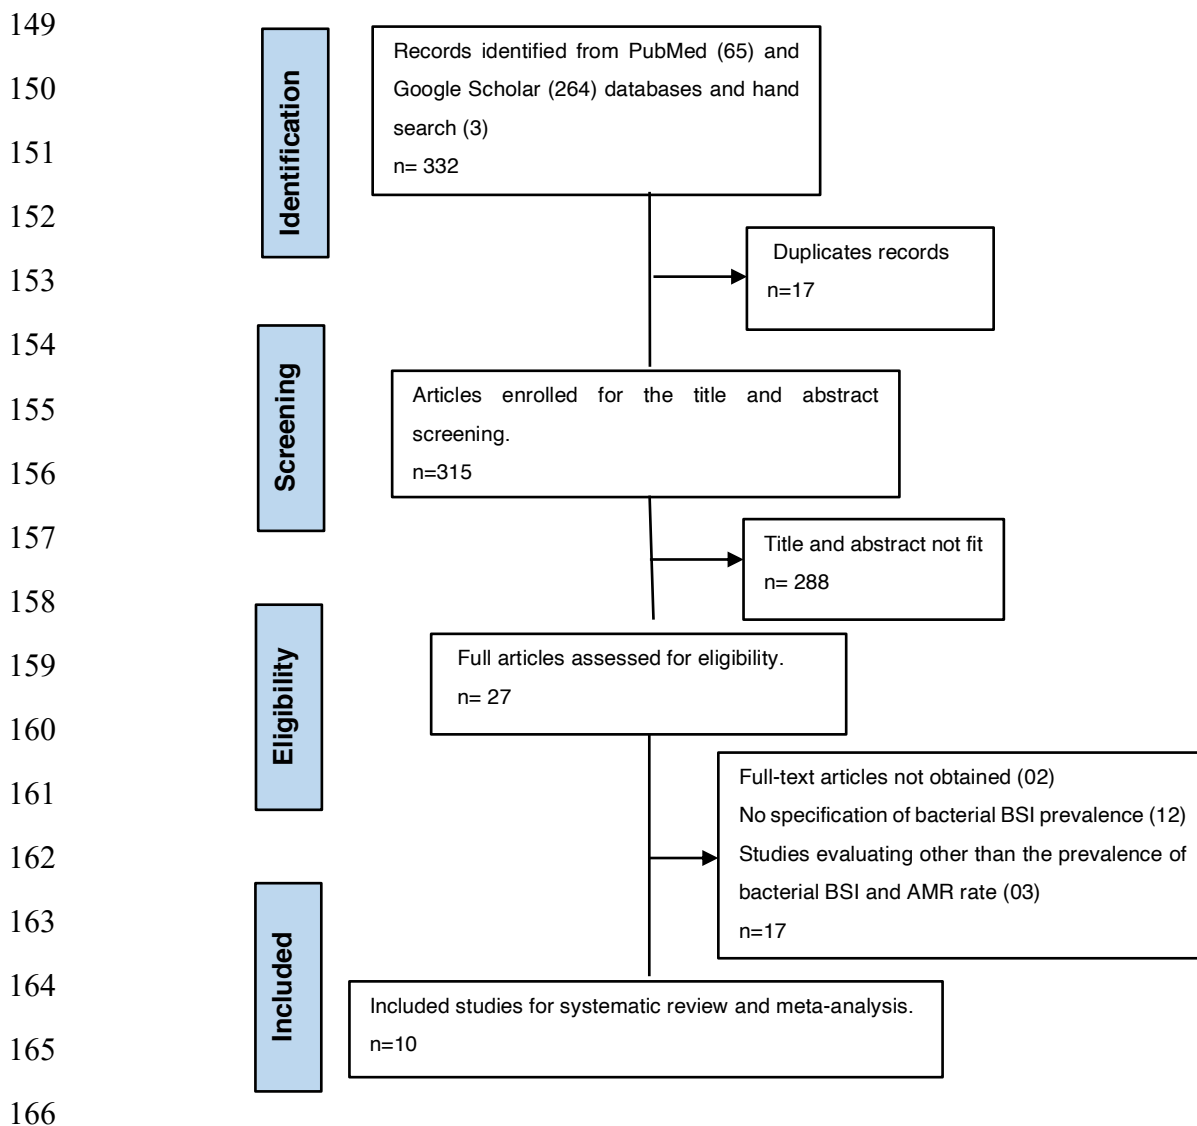 149
150
151
152
153
154
155
156
157
158
159
160
161
162
163
164
165
166
Identification
Records identified from PubMed (65) and
Google Scholar (264) databases and hand
search (3)
n= 332
Duplicates records
n=17
Screening
Articles enrolled for the title and abstract
screening.
n=315
Title and abstract not fit
n= 288
Eligibility
Full articles assessed for eligibility.
n= 27
Full-text articles not obtained (02)
No specification of bacterial BSI prevalence (12)
Studies evaluating other than the prevalence of
bacterial BSI and AMR rate (03)
n=17
Included
Included studies for systematic review and meta-analysis.
n=10